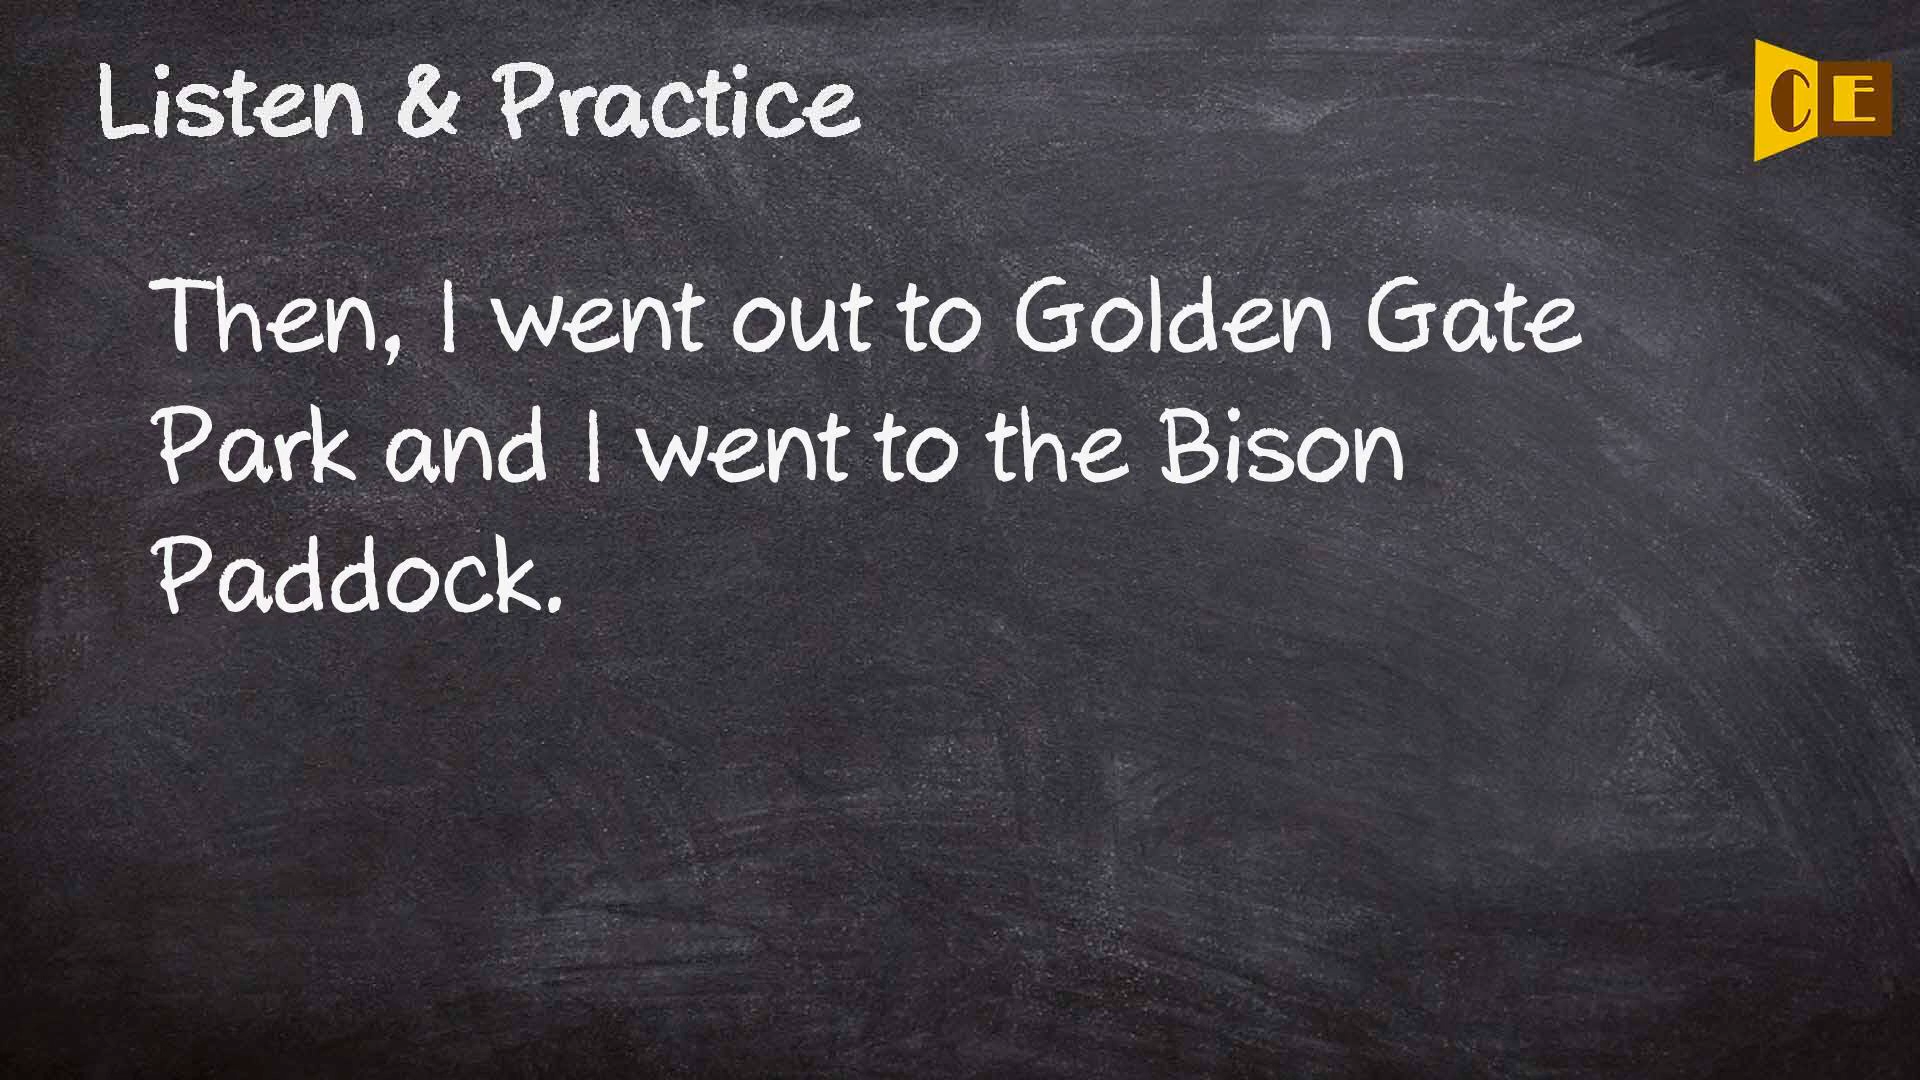 Listen & Practice
CE
Then, I went out to Golden Gate
Park and I went to the Bison
Paddock.